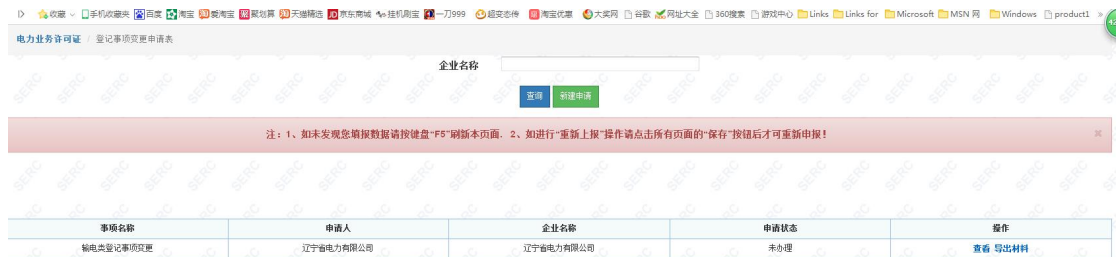 收藏 手机收藏夹 百度 淘宝 爱淘宝 聚划算 天猫精选 京东商城 挂机刷宝 一刀999 超变态传 淘宝优惠 大奖网 谷歌 网址大全 360搜索 游戏中心 Links Links for Microsoft MSN 网 Windows product1 »
电力业务许可证 / 登记事项变更申请表
企业名称
查询 新建申请
注：1、如未发现您填报数据请按键盘“F5”刷新本页面. 2、如进行“重新上报”操作请点击所有页面的“保存”按钮后才可重新申报！ ×
事项名称 申请人 企业名称 申请状态 操作
输电类登记事项变更 辽宁省电力有限公司 辽宁省电力有限公司 未办理 查看 导出材料